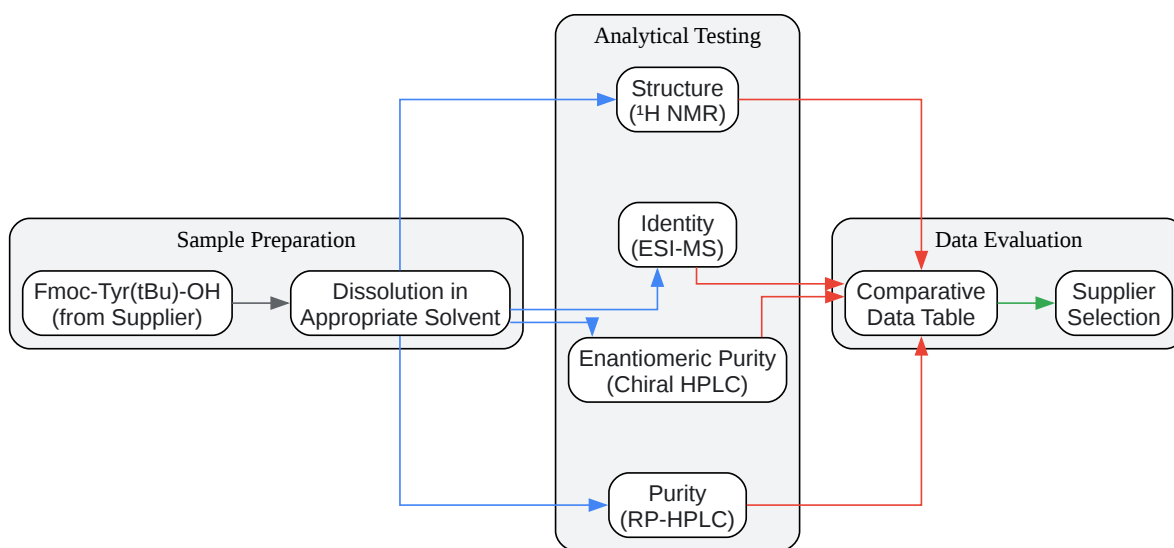 Sample Preparation
Fmoc-Tyr(tBu)-OH
(from Supplier)
Dissolution in
Appropriate Solvent
Analytical Testing
Structure
(¹H NMR)
Identity
(ESI-MS)
Enantiomeric Purity
(Chiral HPLC)
Purity
(RP-HPLC)
Data Evaluation
Comparative
Data Table
Supplier
Selection